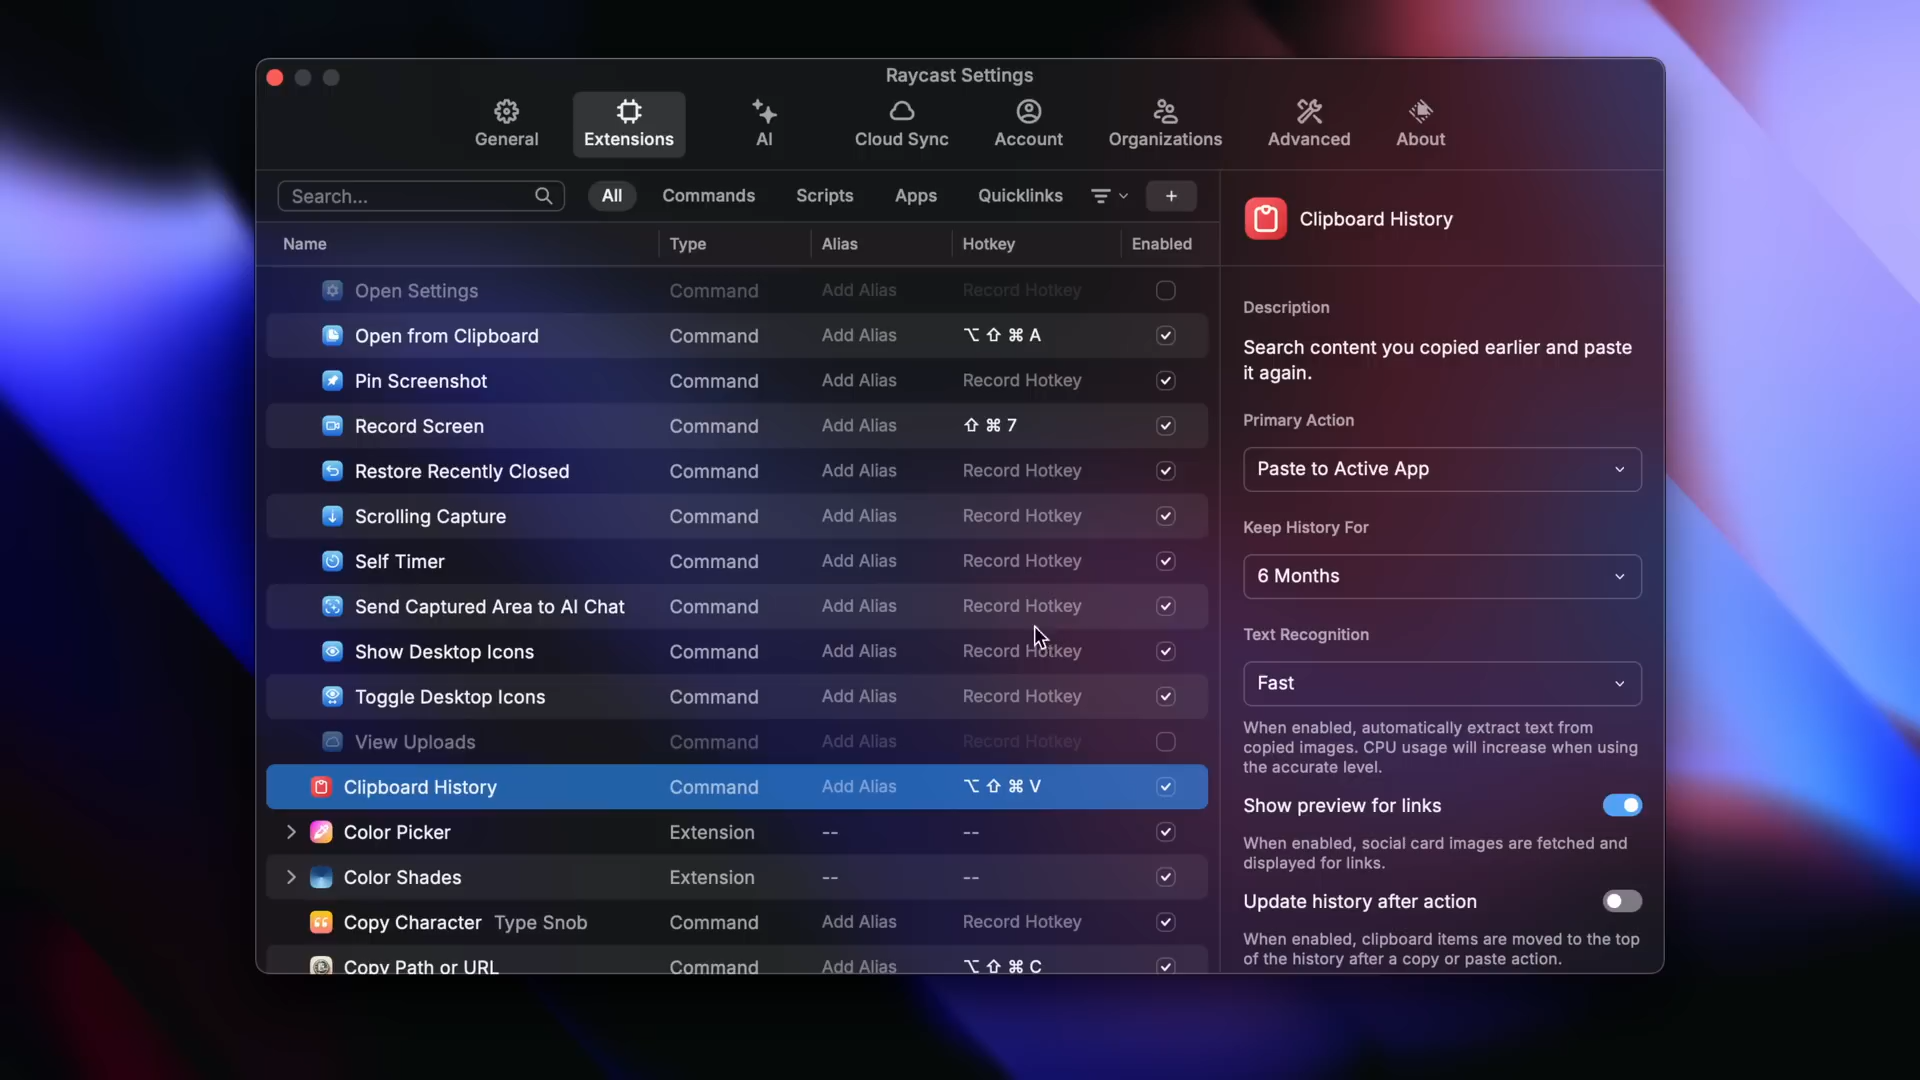 Raycast Settings
General Extensions AI Cloud Sync Account Organizations Advanced About
Search... All Commands Scripts Apps Quicklinks +
Name Type Alias Hotkey Enabled
Open Settings Command Add Alias Record Hotkey
Open from Clipboard Command Add Alias ⌥ ⇧ ⌘ A
Pin Screenshot Command Add Alias Record Hotkey
Record Screen Command Add Alias ⇧ ⌘ 7
Restore Recently Closed Command Add Alias Record Hotkey
Scrolling Capture Command Add Alias Record Hotkey
Self Timer Command Add Alias Record Hotkey
Send Captured Area to AI Chat Command Add Alias Record Hotkey
Show Desktop Icons Command Add Alias Record Hotkey
Toggle Desktop Icons Command Add Alias Record Hotkey
View Uploads Command Add Alias Record Hotkey
Clipboard History Command Add Alias ⌥ ⇧ ⌘ V
Color Picker Extension -- --
Color Shades Extension -- --
Copy Character Type Snob Command Add Alias Record Hotkey
Copy Path or URL Command Add Alias ⌥ ⇧ ⌘ C
Clipboard History
Description
Search content you copied earlier and paste
it again.
Primary Action
Paste to Active App
Keep History For
6 Months
Text Recognition
Fast
When enabled, automatically extract text from
copied images. CPU usage will increase when using
the accurate level.
Show preview for links
When enabled, social card images are fetched and
displayed for links.
Update history after action
When enabled, clipboard items are moved to the top
of the history after a copy or paste action.